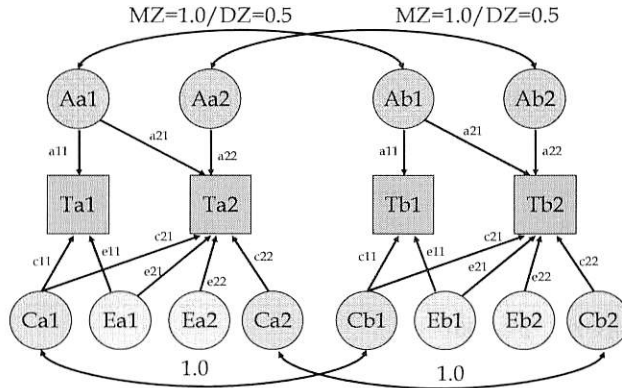 MZ=1.0/DZ=0.5 MZ=1.0/DZ=0.5
Aa1 Aa2 Ab1 Ab2
a11 a21 a22 a11 a21 a22
Ta1 Ta2 Tb1 Tb2
c11 e11 c21 e21 e22 c22 c11 e11 c21 e21 e22 c22
Ca1 Ea1 Ea2 Ca2 Cb1 Eb1 Eb2 Cb2
1.0 1.0